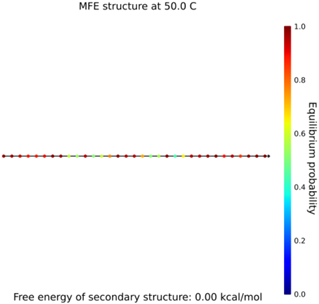 MFE structure at 50.0 C
1.0
0.8
0.6
0.4
0.2
0.0
Equilibrium probability
Free energy of secondary structure: 0.00 kcal/mol